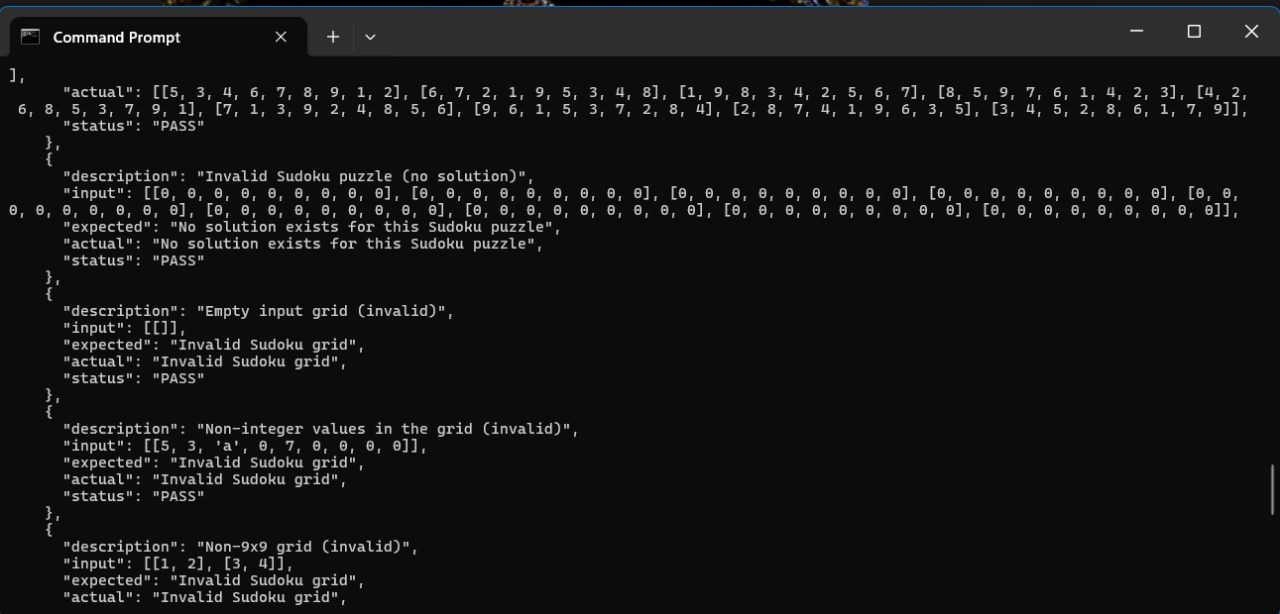 Command Prompt
],
"actual": [[5, 3, 4, 6, 7, 8, 9, 1, 2], [6, 7, 2, 1, 9, 5, 3, 4, 8], [1, 9, 8, 3, 4, 2, 5, 6, 7], [8, 5, 9, 7, 6, 1, 4, 2, 3], [4, 2,
6, 8, 5, 3, 7, 9, 1], [7, 1, 3, 9, 2, 4, 8, 5, 6], [9, 6, 1, 5, 3, 7, 2, 8, 4], [2, 8, 7, 4, 1, 9, 6, 3, 5], [3, 4, 5, 2, 8, 6, 1, 7, 9]],
"status": "PASS"
},
{
"description": "Invalid Sudoku puzzle (no solution)",
"input": [[0, 0, 0, 0, 0, 0, 0, 0, 0], [0, 0, 0, 0, 0, 0, 0, 0, 0], [0, 0, 0, 0, 0, 0, 0, 0, 0], [0, 0, 0, 0, 0, 0, 0, 0, 0], [0, 0,
0, 0, 0, 0, 0, 0, 0], [0, 0, 0, 0, 0, 0, 0, 0, 0], [0, 0, 0, 0, 0, 0, 0, 0, 0], [0, 0, 0, 0, 0, 0, 0, 0, 0], [0, 0, 0, 0, 0, 0, 0, 0, 0]],
"expected": "No solution exists for this Sudoku puzzle",
"actual": "No solution exists for this Sudoku puzzle",
"status": "PASS"
},
{
"description": "Empty input grid (invalid)",
"input": [[]],
"expected": "Invalid Sudoku grid",
"actual": "Invalid Sudoku grid",
"status": "PASS"
},
{
"description": "Non-integer values in the grid (invalid)",
"input": [[5, 3, 'a', 0, 7, 0, 0, 0, 0]],
"expected": "Invalid Sudoku grid",
"actual": "Invalid Sudoku grid",
"status": "PASS"
},
{
"description": "Non-9x9 grid (invalid)",
"input": [[1, 2], [3, 4]],
"expected": "Invalid Sudoku grid",
"actual": "Invalid Sudoku grid",